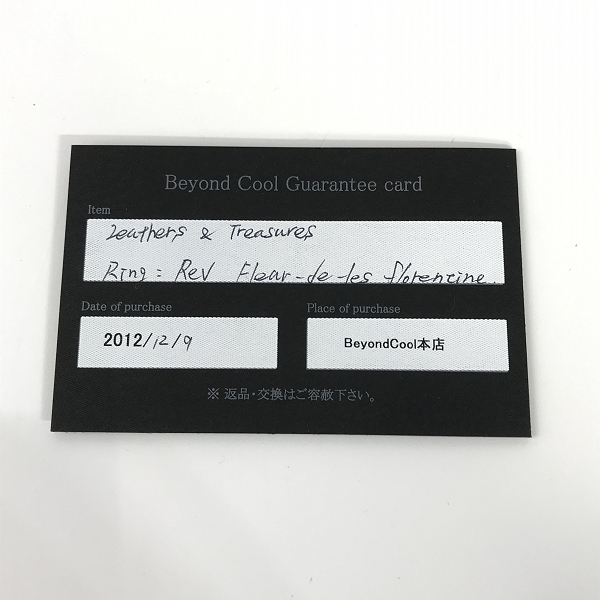 Beyond Cool Guarantee card
Item
Leathers & Treasures
Ring : Rev Fleur-de-les florentine.
Date of purchase
Place of purchase
2012/12/9
BeyondCool本店
※ 返品・交換はご容赦下さい。